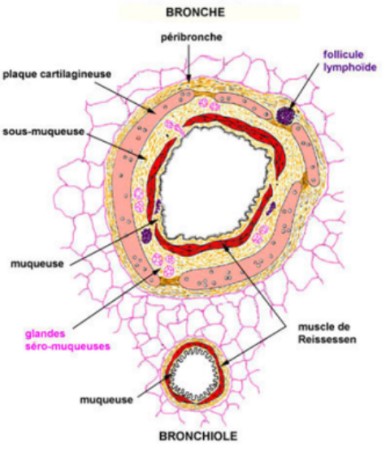 BRONCHE
péribronche
follicule
lymphoïde
plaque cartilagineuse
sous-muqueuse
muqueuse
glandes
séro-muqueuses
muscle de
Reissessen
muqueuse
BRONCHIOLE